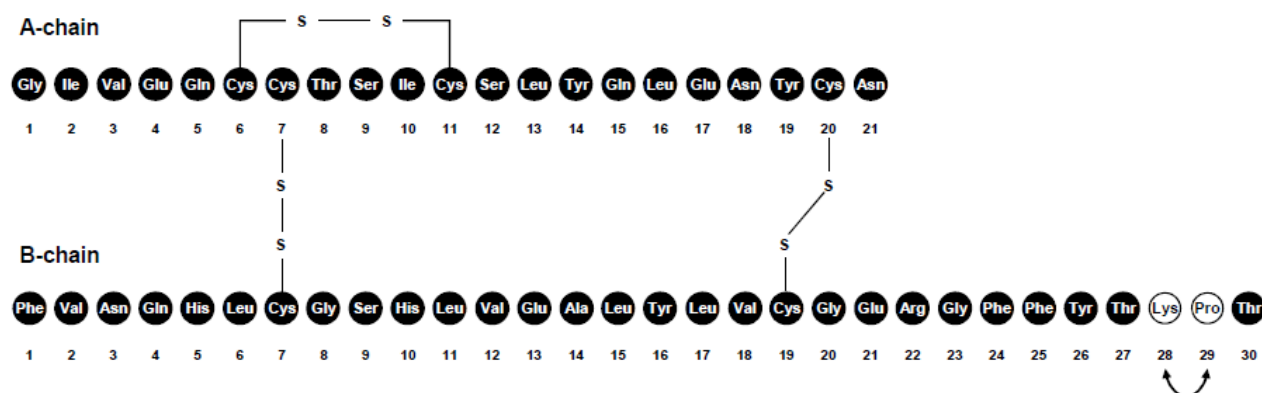 S S
A-chain
Gly Ile Val Glu Gln Cys Cys Thr Ser Ile Cys Ser Leu Tyr Gln Leu Glu Asn Tyr Cys Asn
1 2 3 4 5 6 7 8 9 10 11 12 13 14 15 16 17 18 19 20 21
S S
S S
B-chain
Phe Val Asn Gln His Leu Cys Gly Ser His Leu Val Glu Ala Leu Tyr Leu Val Cys Gly Glu Arg Gly Phe Phe Tyr Thr Lys Pro Thr
1 2 3 4 5 6 7 8 9 10 11 12 13 14 15 16 17 18 19 20 21 22 23 24 25 26 27 28 29 30